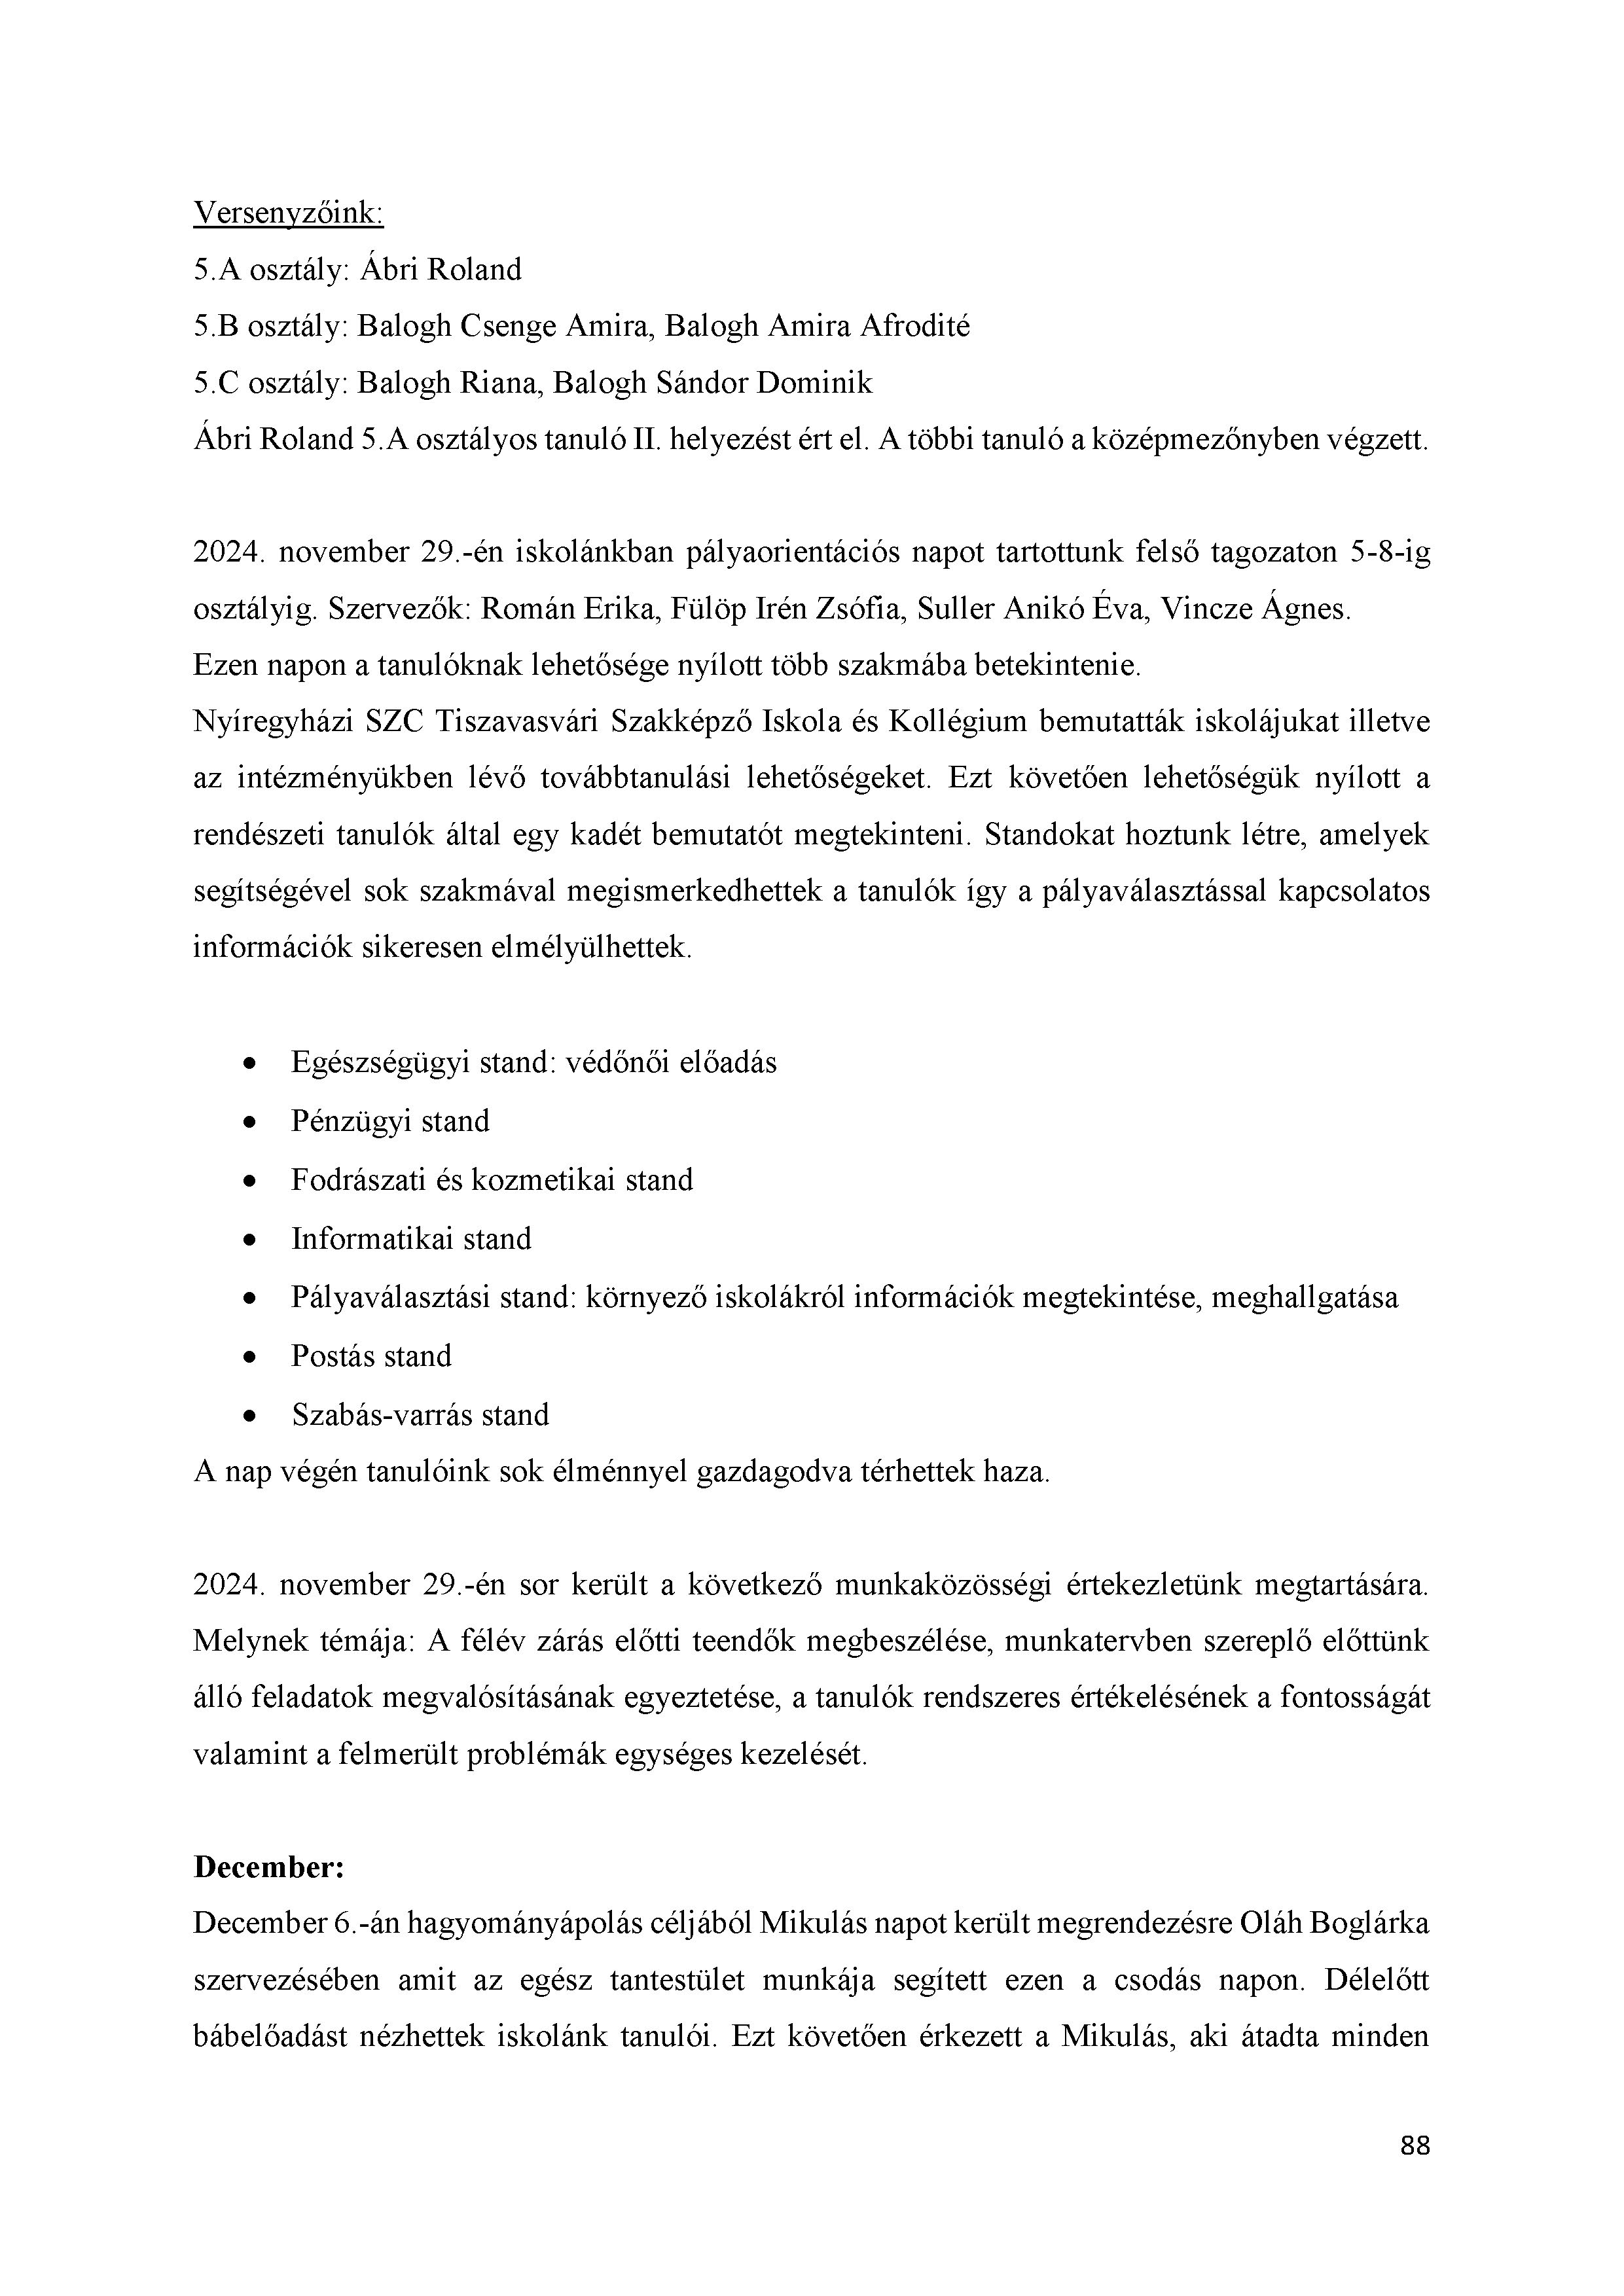 Versenyzőink:
5.A osztály: Ábri Roland
5.B osztály: Balogh Csenge Amira, Balogh Amira Afrodité
5.C osztály: Balogh Riana, Balogh Sándor Dominik
Ábri Roland 5.A osztályos tanuló II. helyezést ért el. A többi tanuló a középmezőnyben végzett.
2024. november 29.-én iskolánkban pályaorientációs napot tartottunk felső tagozaton 5-8-ig
osztályig. Szervezők: Román Erika, Fülöp Irén Zsófia, Suller Anikó Éva, Vincze Ágnes.
Ezen napon a tanulóknak lehetősége nyílott több szakmába betekintenie.
Nyíregyházi SZC Tiszavasvári Szakképző Iskola és Kollégium bemutatták iskolájukat illetve
az intézményükben lévő továbbtanulási lehetőségeket. Ezt követően lehetőségük nyílott a
rendészeti tanulók által egy kadét bemutatót megtekinteni. Standokat hoztunk létre, amelyek
segítségével sok szakmával megismerkedhettek a tanulók így a pályaválasztással kapcsolatos
információk sikeresen elmélyülhettek.
• Egészségügyi stand: védőnői előadás
• Pénzügyi stand
• Fodrászati és kozmetikai stand
• Informatikai stand
• Pályaválasztási stand: környező iskolákról információk megtekintése, meghallgatása
• Postás stand
• Szabás-varrás stand
A nap végén tanulóink sok élménnyel gazdagodva térhettek haza.
2024. november 29.-én sor került a következő munkaközösségi értekezletünk megtartására.
Melynek témája: A félév zárás előtti teendők megbeszélése, munkatervben szereplő előttünk
álló feladatok megvalósításának egyeztetése, a tanulók rendszeres értékelésének a fontosságát
valamint a felmerült problémák egységes kezelését.
December:
December 6.-án hagyományápolás céljából Mikulás napot került megrendezésre Oláh Boglárka
szervezésében amit az egész tantestület munkája segített ezen a csodás napon. Délelőtt
bábelőadást nézhettek iskolánk tanulói. Ezt követően érkezett a Mikulás, aki átadta minden
88